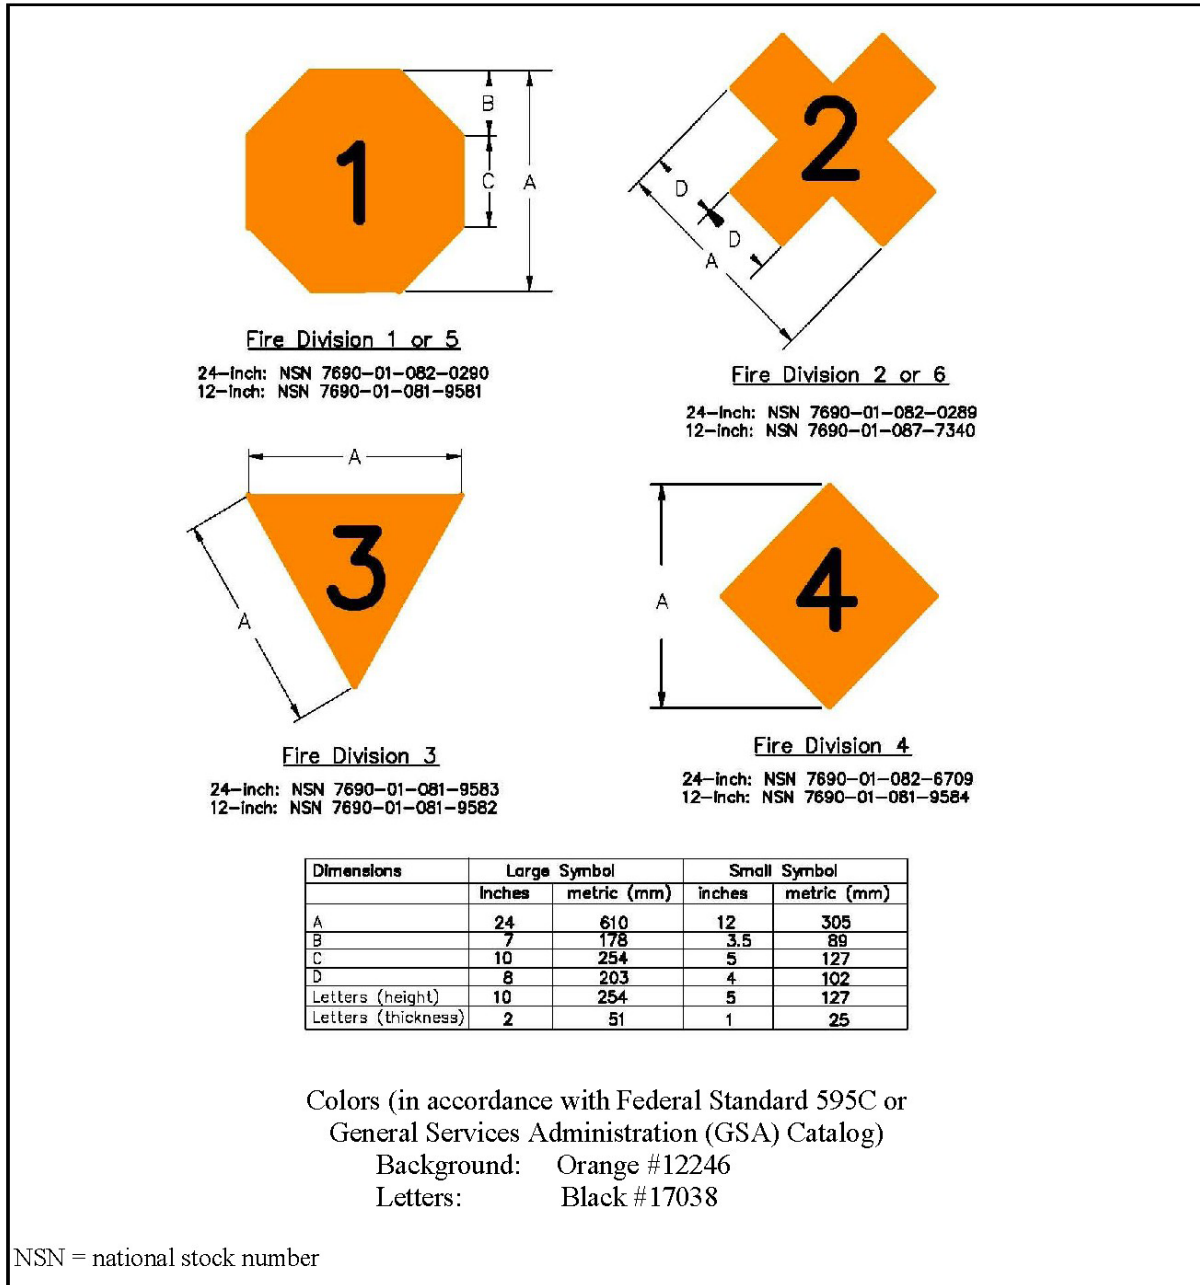 1
B
C
A
Fire Division 1 or 5
24-inch: NSN 7690-01-082-0290
12-inch: NSN 7690-01-081-9581
2
D
D
A
Fire Division 2 or 6
24-inch: NSN 7690-01-082-0289
12-inch: NSN 7690-01-087-7340
A
3
A
Fire Division 3
24-inch: NSN 7690-01-081-9583
12-inch: NSN 7690-01-081-9582
A
4
Fire Division 4
24-inch: NSN 7690-01-082-6709
12-inch: NSN 7690-01-081-9584
Dimensions Large Symbol Small Symbol
inches metric (mm) inches metric (mm)
A 24 610 12 305
B 7 178 3.5 89
C 10 254 5 127
D 8 203 4 102
Letters (height) 10 254 5 127
Letters (thickness) 2 51 1 25
Colors (in accordance with Federal Standard 595C or
General Services Administration (GSA) Catalog)
Background: Orange #12246
Letters: Black #17038
NSN = national stock number